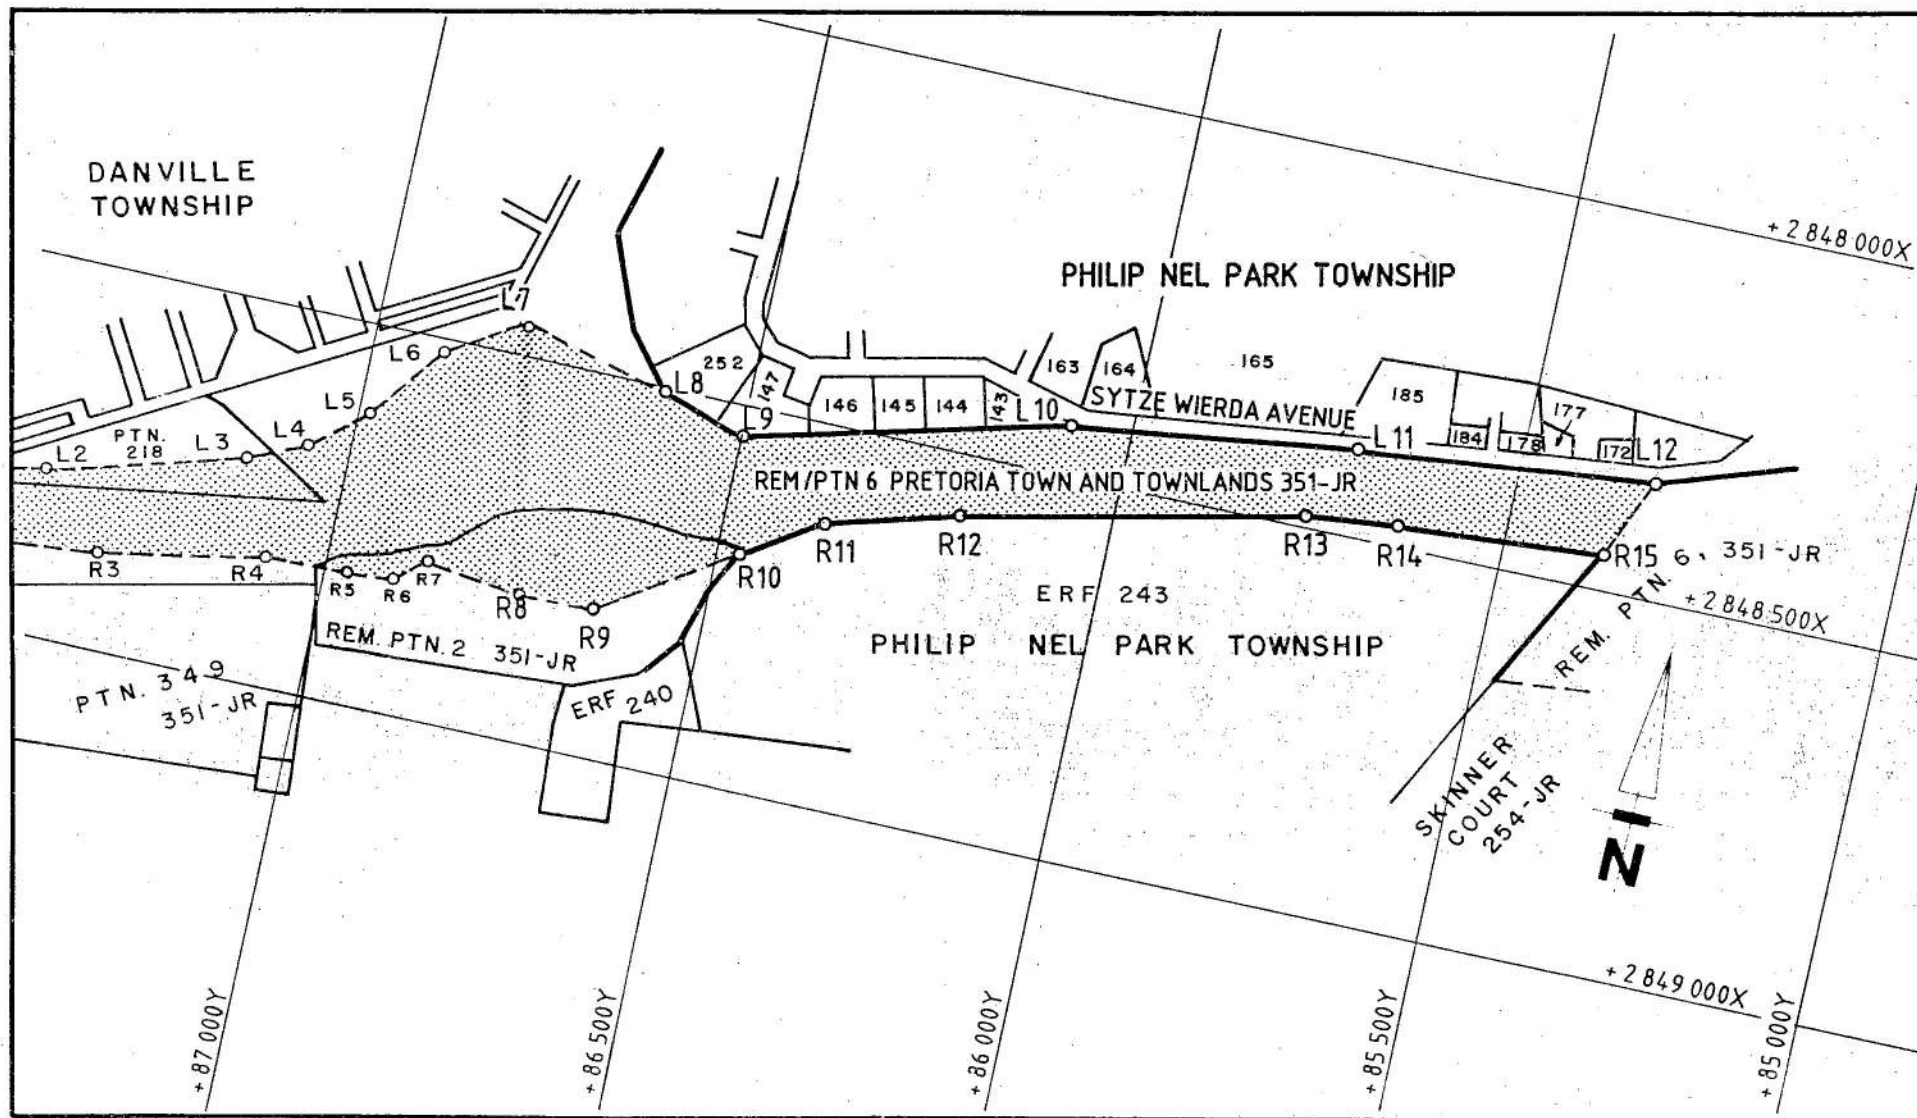 DANVILLE
TOWNSHIP
+ 2 848 000X
PHILIP NEL PARK TOWNSHIP
L7
L6
252
L8
147
163
164
165
185
177
L5
146
145
144
143
L10
SYTZE WIERDA AVENUE
L9
L11
184
178
172
L12
L4
L3
PTN.
218
L2
REM/PTN 6 PRETORIA TOWN AND TOWNLANDS 351-JR
R3
R4
R5
R6
R7
R8
R9
R10
R11
R12
R13
R14
R15
REM. PTN. 6, 351-JR
ERF 243
+ 2 848 500X
PHILIP NEL PARK TOWNSHIP
REM. PTN. 2 351-JR
PTN. 349
351-JR
ERF 240
SKINNER
COURT
254-JR
N
+ 2 849 000X
+ 87 000Y
+ 86 500Y
+ 86 000Y
+ 85 500Y
+ 85 000Y